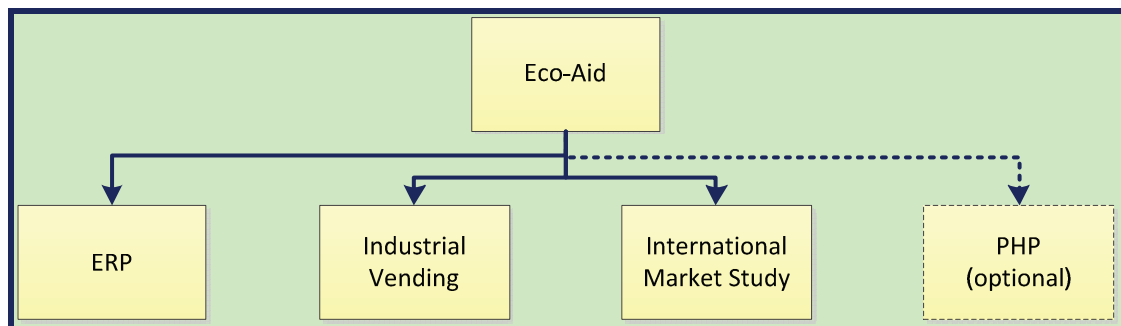 Eco-Aid
ERP
Industrial
Vending
International
Market Study
PHP
(optional)